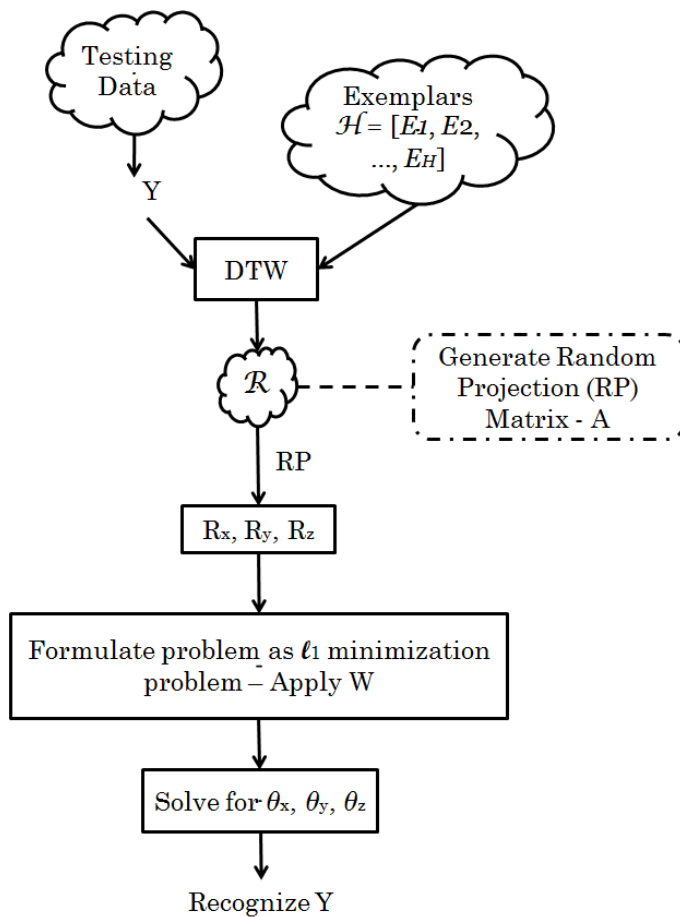 Testing
Data
Exemplars
ℋ = [E1, E2,
..., EH]
Y
DTW
ℛ
Generate Random
Projection (RP)
Matrix - A
RP
Rx, Ry, Rz
Formulate problem as ℓ1 minimization
problem – Apply W
Solve for θx, θy, θz
Recognize Y